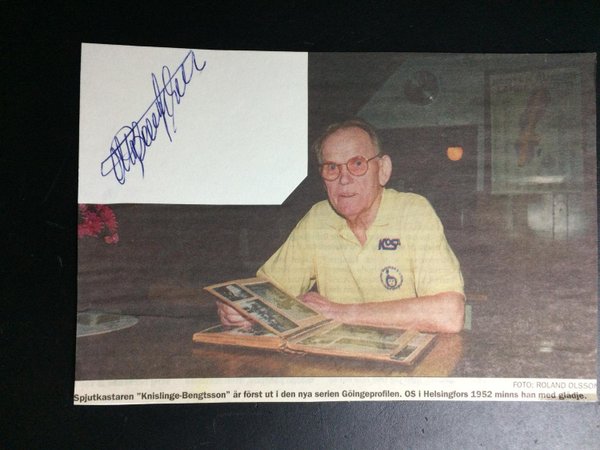 KOSA
FOTO: ROLAND OLSSON
Spjutkastaren "Knislinge-Bengtsson" är först ut i den nya serien Göingeprofilen. OS i Helsingfors 1952 minns han med glädje.